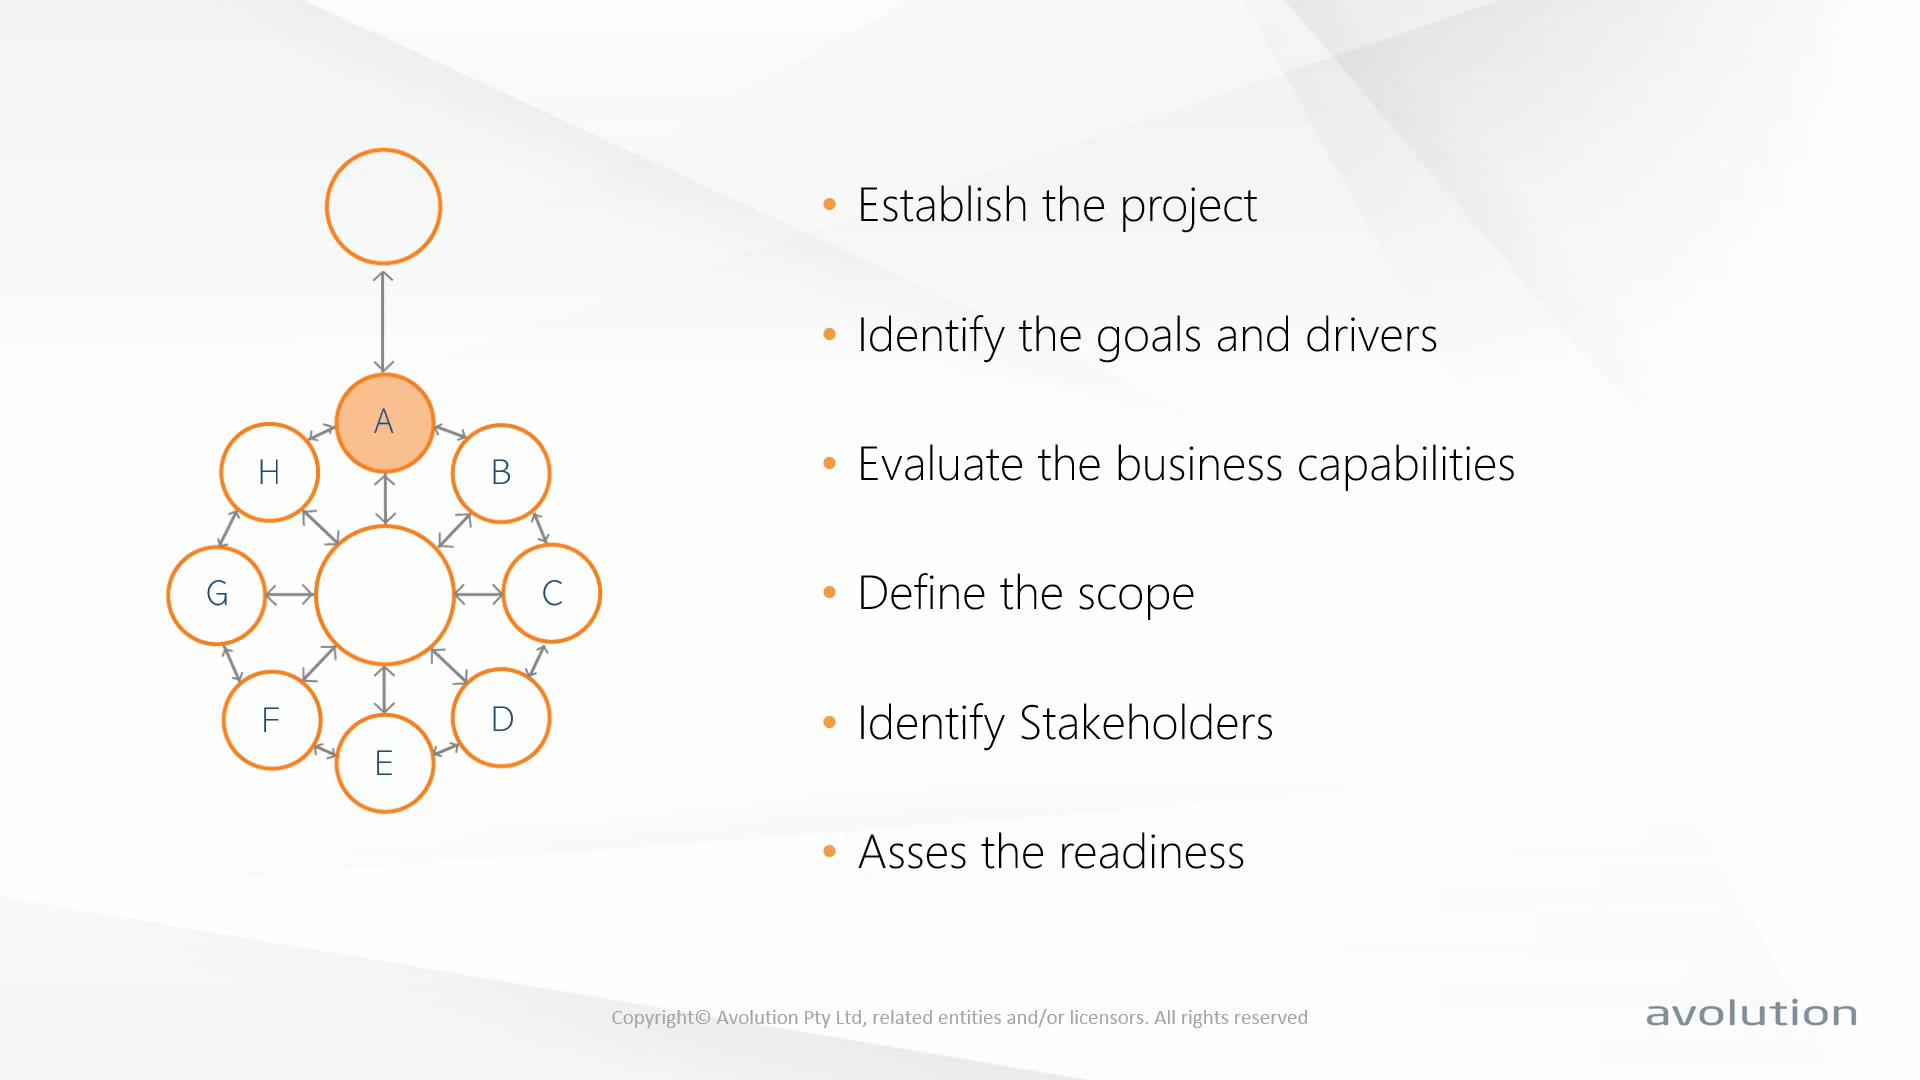 A
H
B
G
C
F
D
E
• Establish the project
• Identify the goals and drivers
• Evaluate the business capabilities
• Define the scope
• Identify Stakeholders
• Asses the readiness
Copyright© Avolution Pty Ltd, related entities and/or licensors. All rights reserved
avolution